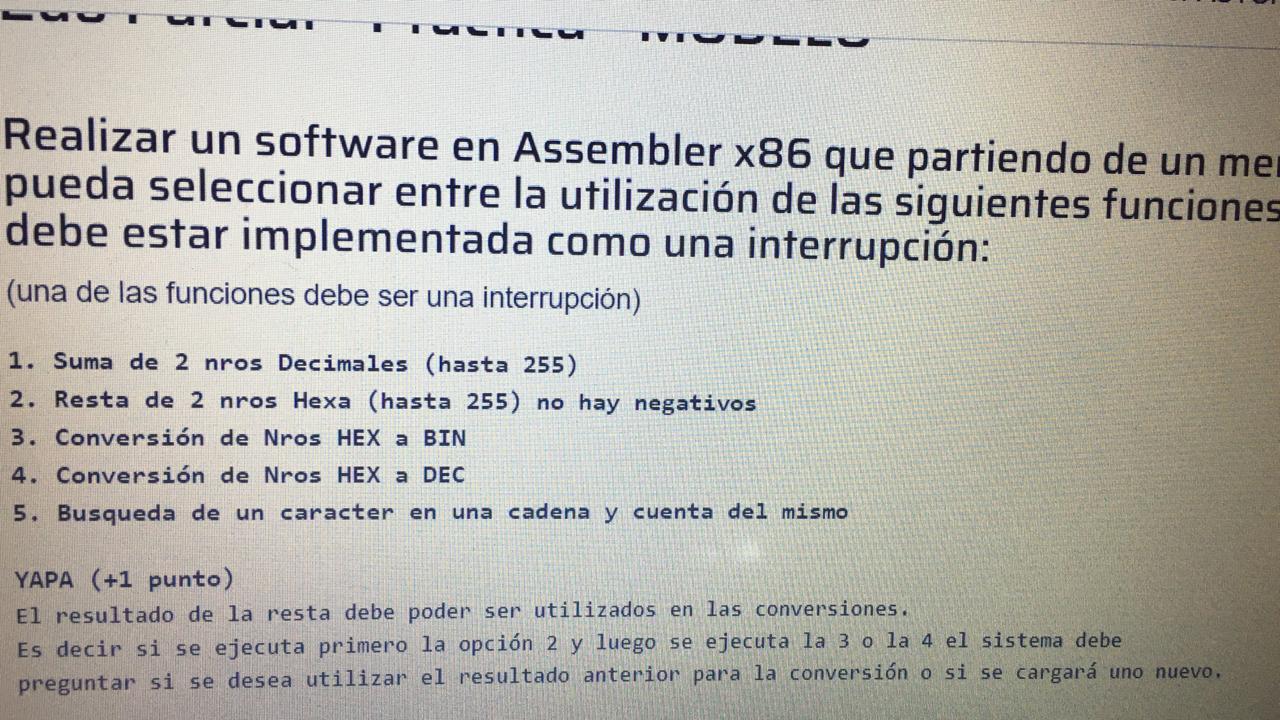 Realizar un software en Assembler x86 que partiendo de un
pueda seleccionar entre la utilización de las siguientes funciones
debe estar implementada como una interrupción:
(una de las funciones debe ser una interrupción)
1. Suma de 2 nros Decimales (hasta 255)
2. Resta de 2 nros Hexa (hasta 255) no hay negativos
3. Conversión de Nros HEX a BIN
4. Conversión de Nros HEX a DEC
5. Busqueda de un caracter en una cadena y cuenta del mismo
YAPA (+1 punto)
El resultado de la resta debe poder ser utilizados en las conversiones.
Es decir si se ejecuta primero la opción 2 y luego se ejecuta la 3 o la 4 el sistema debe
preguntar si se desea utilizar el resultado anterior para la conversión o si se cargará uno nuevo.